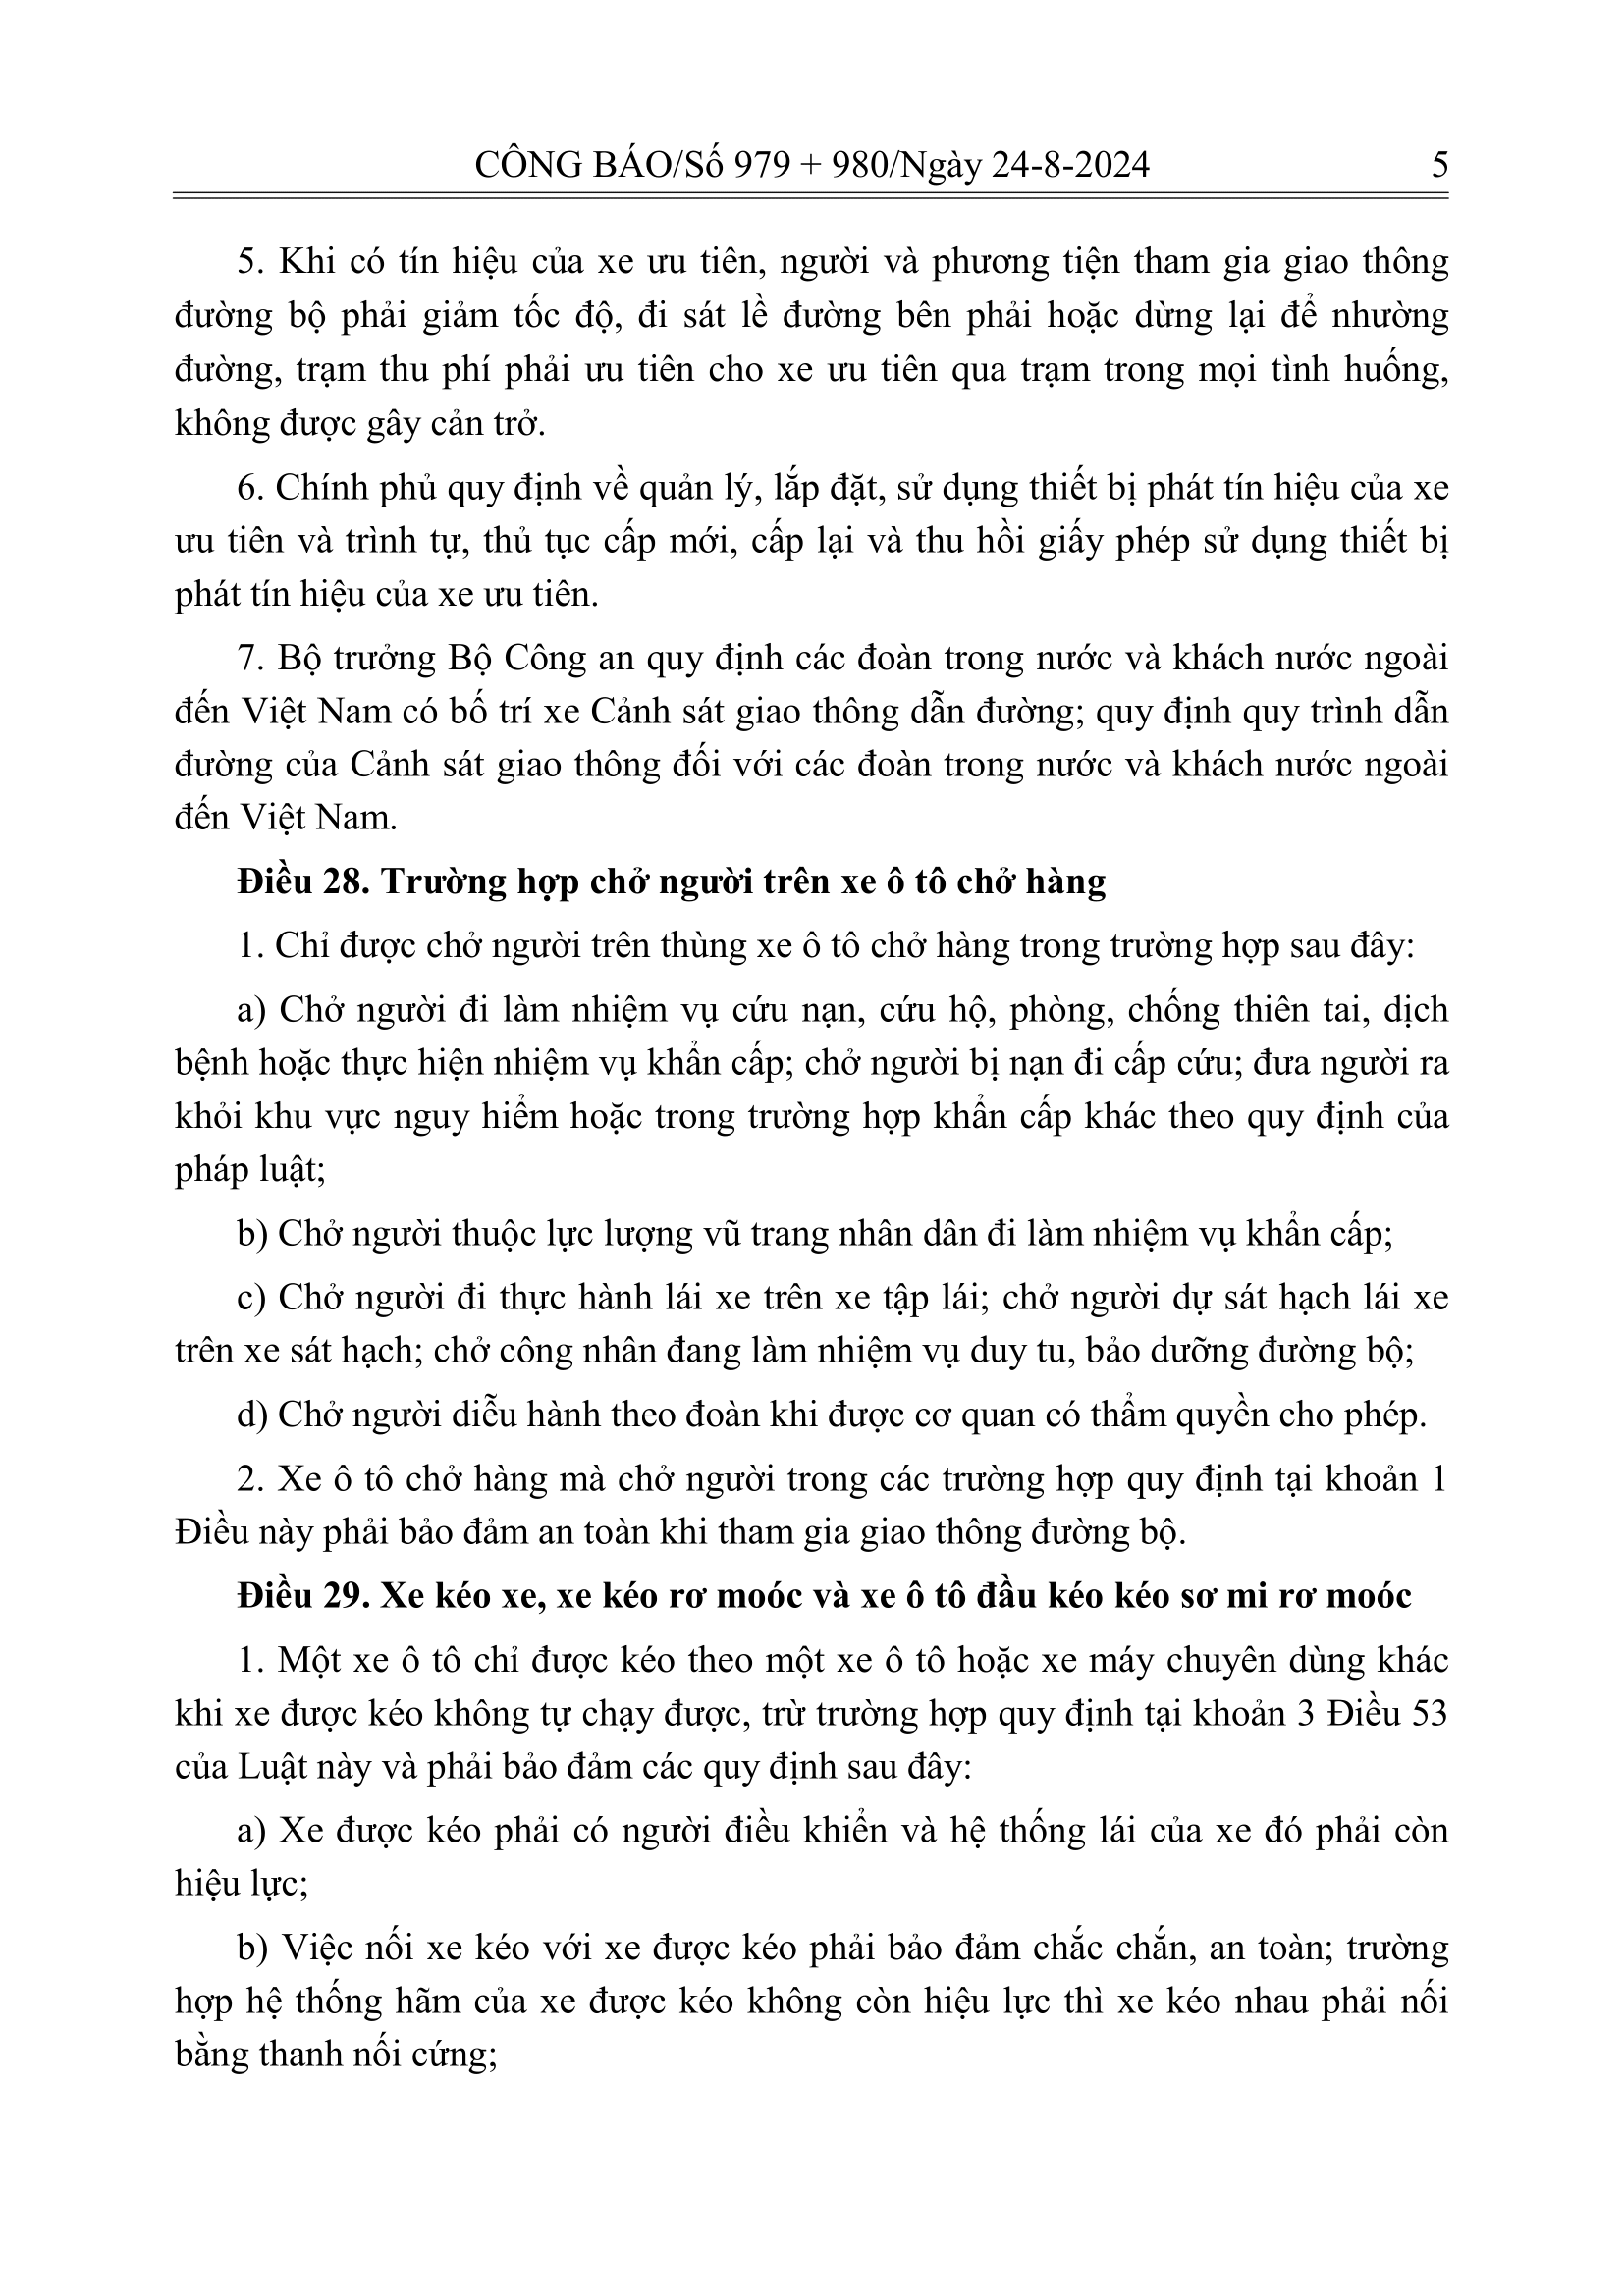 CÔNG BÁO/Số 979 + 980/Ngày 24-8-2024 5
5. Khi có tín hiệu của xe ưu tiên, người và phương tiện tham gia giao thông
đường bộ phải giảm tốc độ, đi sát lề đường bên phải hoặc dừng lại để nhường
đường, trạm thu phí phải ưu tiên cho xe ưu tiên qua trạm trong mọi tình huống,
không được gây cản trở.
6. Chính phủ quy định về quản lý, lắp đặt, sử dụng thiết bị phát tín hiệu của xe
ưu tiên và trình tự, thủ tục cấp mới, cấp lại và thu hồi giấy phép sử dụng thiết bị
phát tín hiệu của xe ưu tiên.
7. Bộ trưởng Bộ Công an quy định các đoàn trong nước và khách nước ngoài
đến Việt Nam có bố trí xe Cảnh sát giao thông dẫn đường; quy định quy trình dẫn
đường của Cảnh sát giao thông đối với các đoàn trong nước và khách nước ngoài
đến Việt Nam.
Điều 28. Trường hợp chở người trên xe ô tô chở hàng
1. Chỉ được chở người trên thùng xe ô tô chở hàng trong trường hợp sau đây:
a) Chở người đi làm nhiệm vụ cứu nạn, cứu hộ, phòng, chống thiên tai, dịch
bệnh hoặc thực hiện nhiệm vụ khẩn cấp; chở người bị nạn đi cấp cứu; đưa người ra
khỏi khu vực nguy hiểm hoặc trong trường hợp khẩn cấp khác theo quy định của
pháp luật;
b) Chở người thuộc lực lượng vũ trang nhân dân đi làm nhiệm vụ khẩn cấp;
c) Chở người đi thực hành lái xe trên xe tập lái; chở người dự sát hạch lái xe
trên xe sát hạch; chở công nhân đang làm nhiệm vụ duy tu, bảo dưỡng đường bộ;
d) Chở người diễu hành theo đoàn khi được cơ quan có thẩm quyền cho phép.
2. Xe ô tô chở hàng mà chở người trong các trường hợp quy định tại khoản 1
Điều này phải bảo đảm an toàn khi tham gia giao thông đường bộ.
Điều 29. Xe kéo xe, xe kéo rơ moóc và xe ô tô đầu kéo kéo sơ mi rơ moóc
1. Một xe ô tô chỉ được kéo theo một xe ô tô hoặc xe máy chuyên dùng khác
khi xe được kéo không tự chạy được, trừ trường hợp quy định tại khoản 3 Điều 53
của Luật này và phải bảo đảm các quy định sau đây:
a) Xe được kéo phải có người điều khiển và hệ thống lái của xe đó phải còn
hiệu lực;
b) Việc nối xe kéo với xe được kéo phải bảo đảm chắc chắn, an toàn; trường
hợp hệ thống hãm của xe được kéo không còn hiệu lực thì xe kéo nhau phải nối
bằng thanh nối cứng;